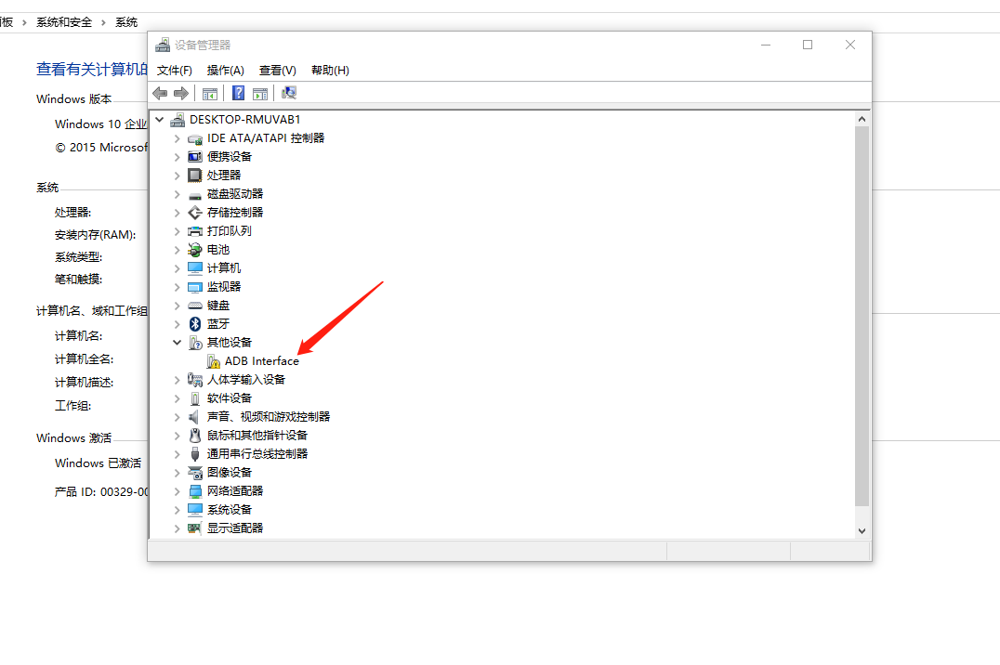 板 › 系统和安全 › 系统
设备管理器
文件(F) 操作(A) 查看(V) 帮助(H)
DESKTOP-RMUVAB1
IDE ATA/ATAPI 控制器
便携设备
处理器
磁盘驱动器
存储控制器
打印队列
电池
计算机
监视器
键盘
蓝牙
其他设备
ADB Interface
人体学输入设备
软件设备
声音、视频和游戏控制器
鼠标和其他指针设备
通用串行总线控制器
图像设备
网络适配器
系统设备
显示适配器
查看有关计算机的
Windows 版本
Windows 10 企业
© 2015 Microsof
系统
处理器:
安装内存(RAM):
系统类型:
笔和触摸:
计算机名、域和工作组
计算机名:
计算机全名:
计算机描述:
工作组:
Windows 激活
Windows 已激活
产品 ID: 00329-00